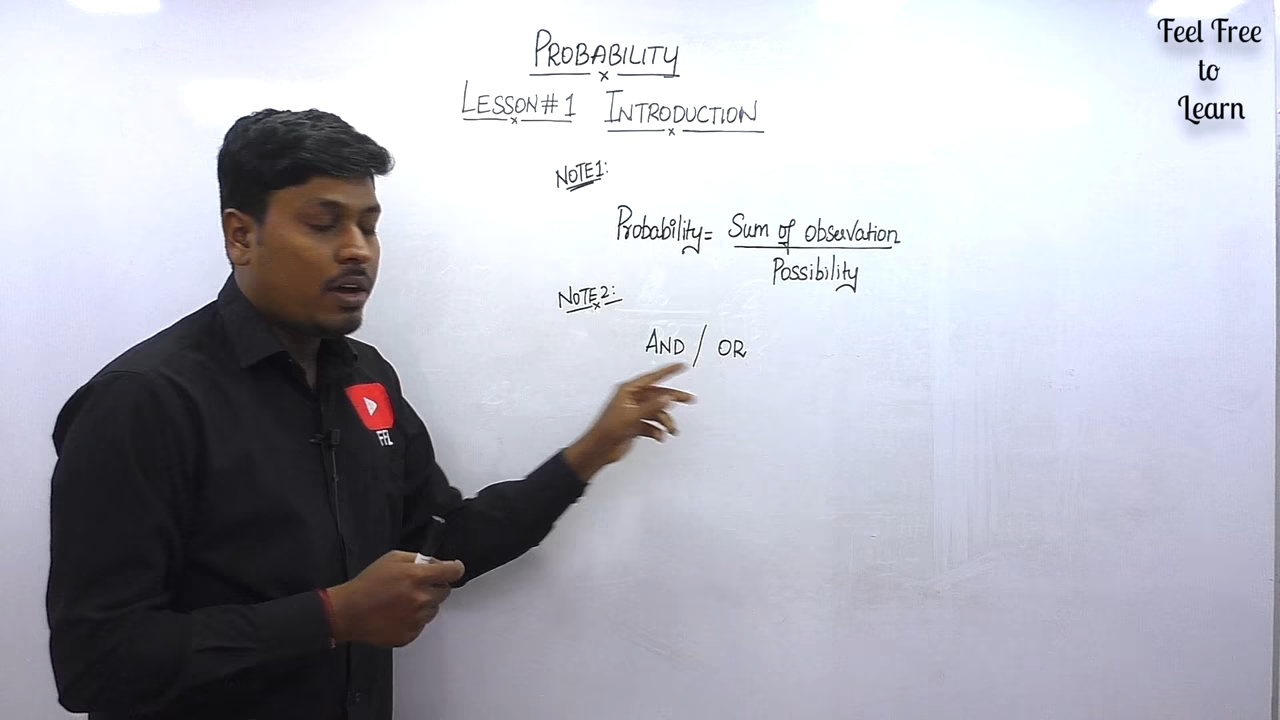 PROBABILITY
LESSON#1 INTRODUCTION
NOTE1:
Probability= Sum of observation
Possibility
NOTE2:
AND / OR
Feel Free
to
Learn
FFL